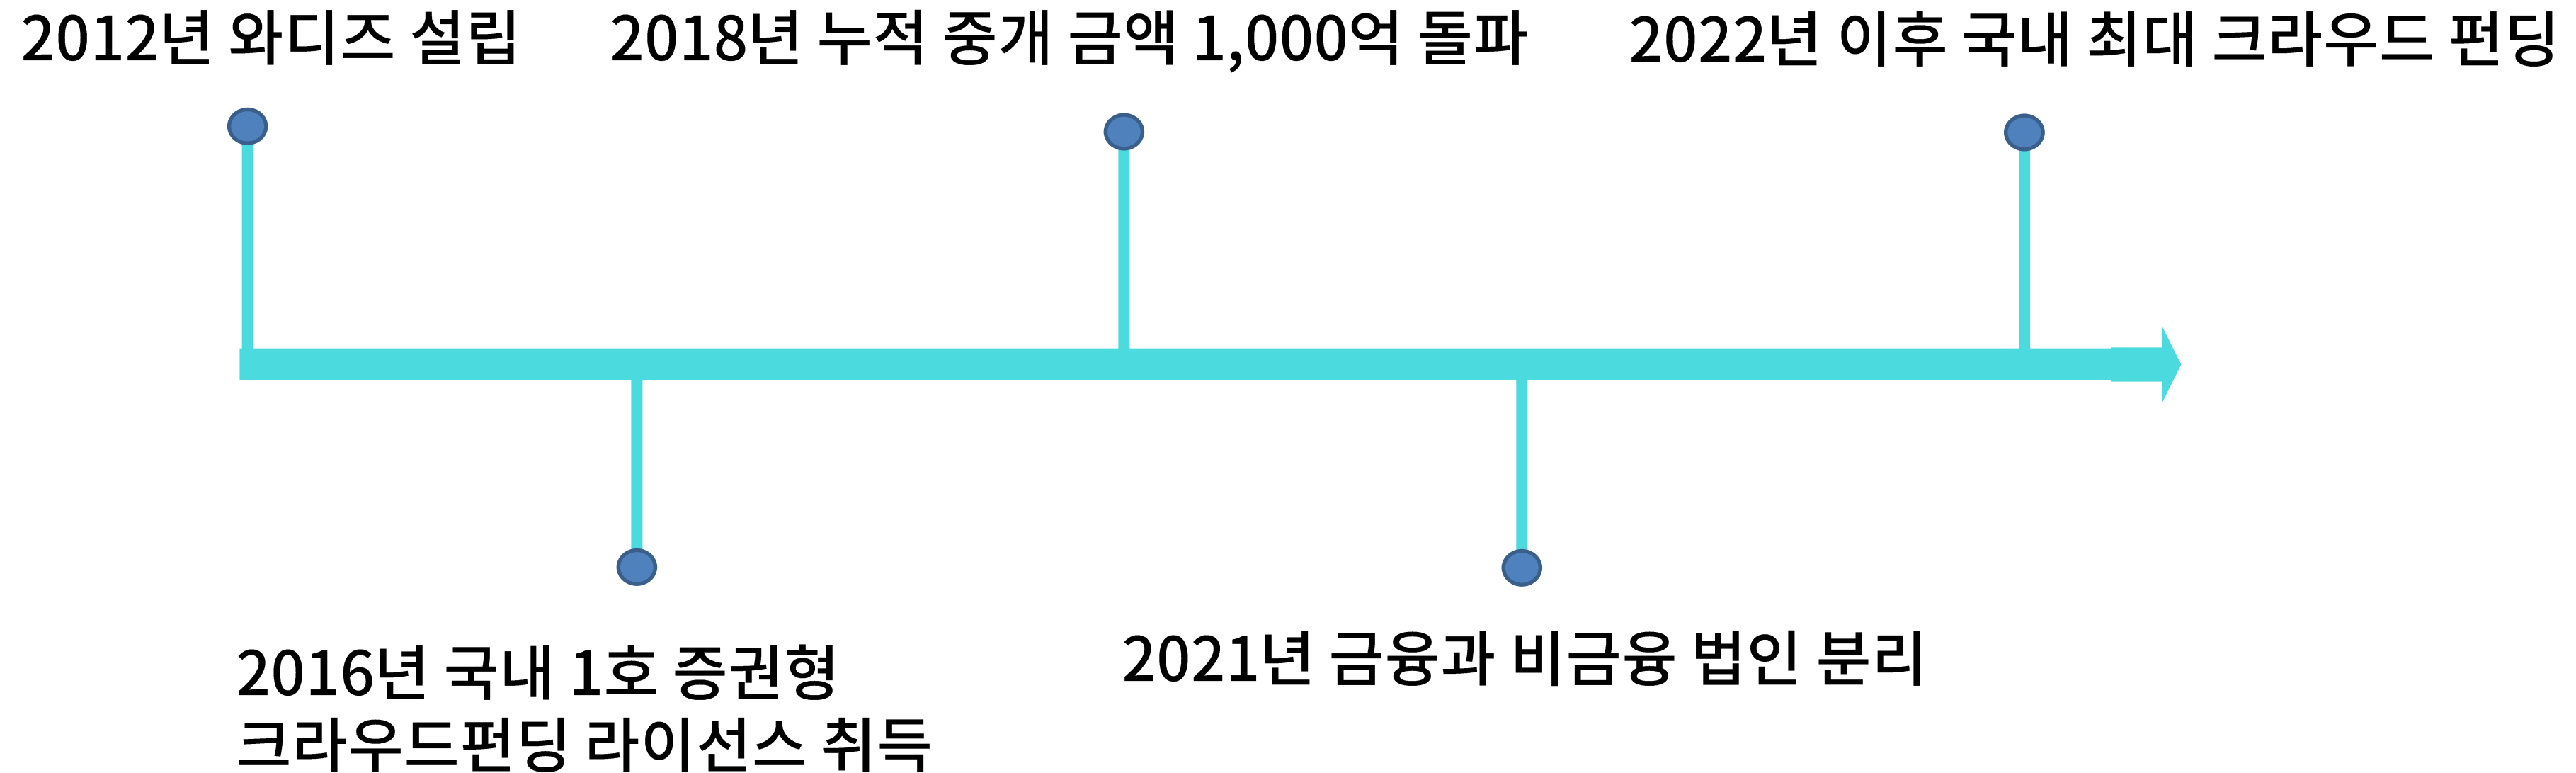 2012년 와디즈 설립
2018년 누적 중개 금액 1,000억 돌파
2022년 이후 국내 최대 크라우드 펀딩
2016년 국내 1호 증권형
크라우드펀딩 라이선스 취득
2021년 금융과 비금융 법인 분리